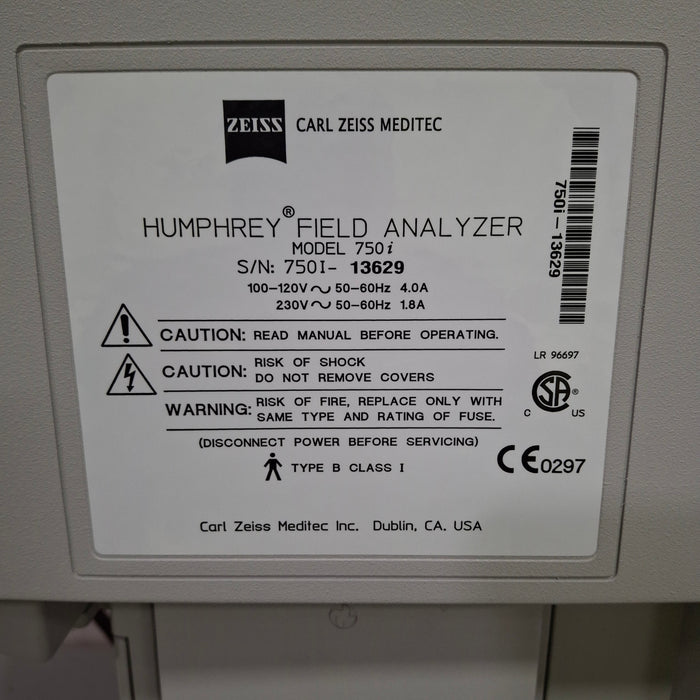 ZEISS CARL ZEISS MEDITEC
HUMPHREY® FIELD ANALYZER
MODEL 750i
S/N: 750I- 13629
100-120V ~ 50-60Hz 4.0A
230V ~ 50-60Hz 1.8A
CAUTION: READ MANUAL BEFORE OPERATING.
CAUTION: RISK OF SHOCK
DO NOT REMOVE COVERS
WARNING: RISK OF FIRE, REPLACE ONLY WITH
SAME TYPE AND RATING OF FUSE.
(DISCONNECT POWER BEFORE SERVICING)
TYPE B CLASS I
Carl Zeiss Meditec Inc. Dublin, CA. USA
750i-13629
LR 96697
C SA ® US
CE 0297